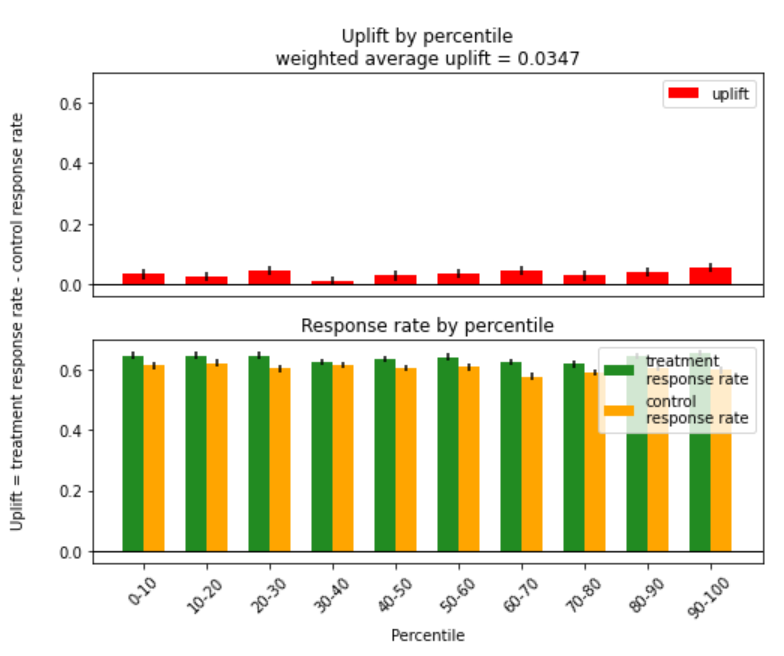 Uplift by percentile
weighted average uplift = 0.0347
uplift
0.6
0.4
0.2
0.0
Uplift = treatment response rate - control response rate
Response rate by percentile
treatment
response rate
control
response rate
0.6
0.4
0.2
0.0
0-10
10-20
20-30
30-40
40-50
50-60
60-70
70-80
80-90
90-100
Percentile